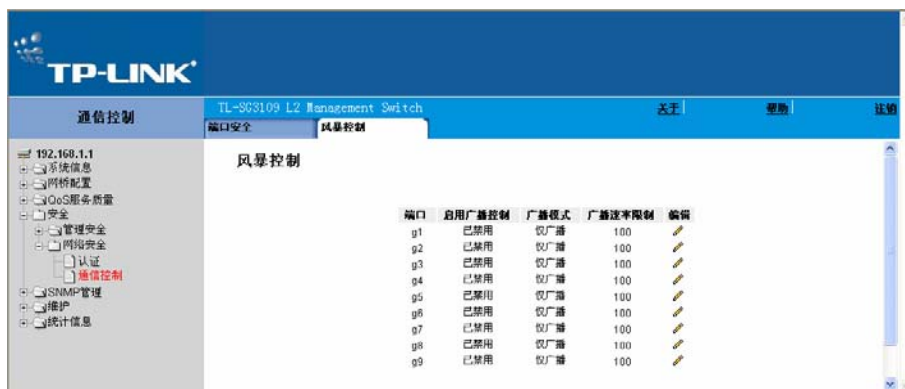 TP-LINK
通信控制
TL-SG3109 L2 Management Switch
关于
帮助
注销
端口安全
风暴控制
192.168.1.1
系统信息
网桥配置
QoS服务质量
安全
管理安全
网络安全
认证
通信控制
SNMP管理
维护
统计信息
风暴控制
端口 启用广播控制 广播模式 广播速率限制 编辑
g1 已禁用 仅广播 100
g2 已禁用 仅广播 100
g3 已禁用 仅广播 100
g4 已禁用 仅广播 100
g5 已禁用 仅广播 100
g6 已禁用 仅广播 100
g7 已禁用 仅广播 100
g8 已禁用 仅广播 100
g9 已禁用 仅广播 100